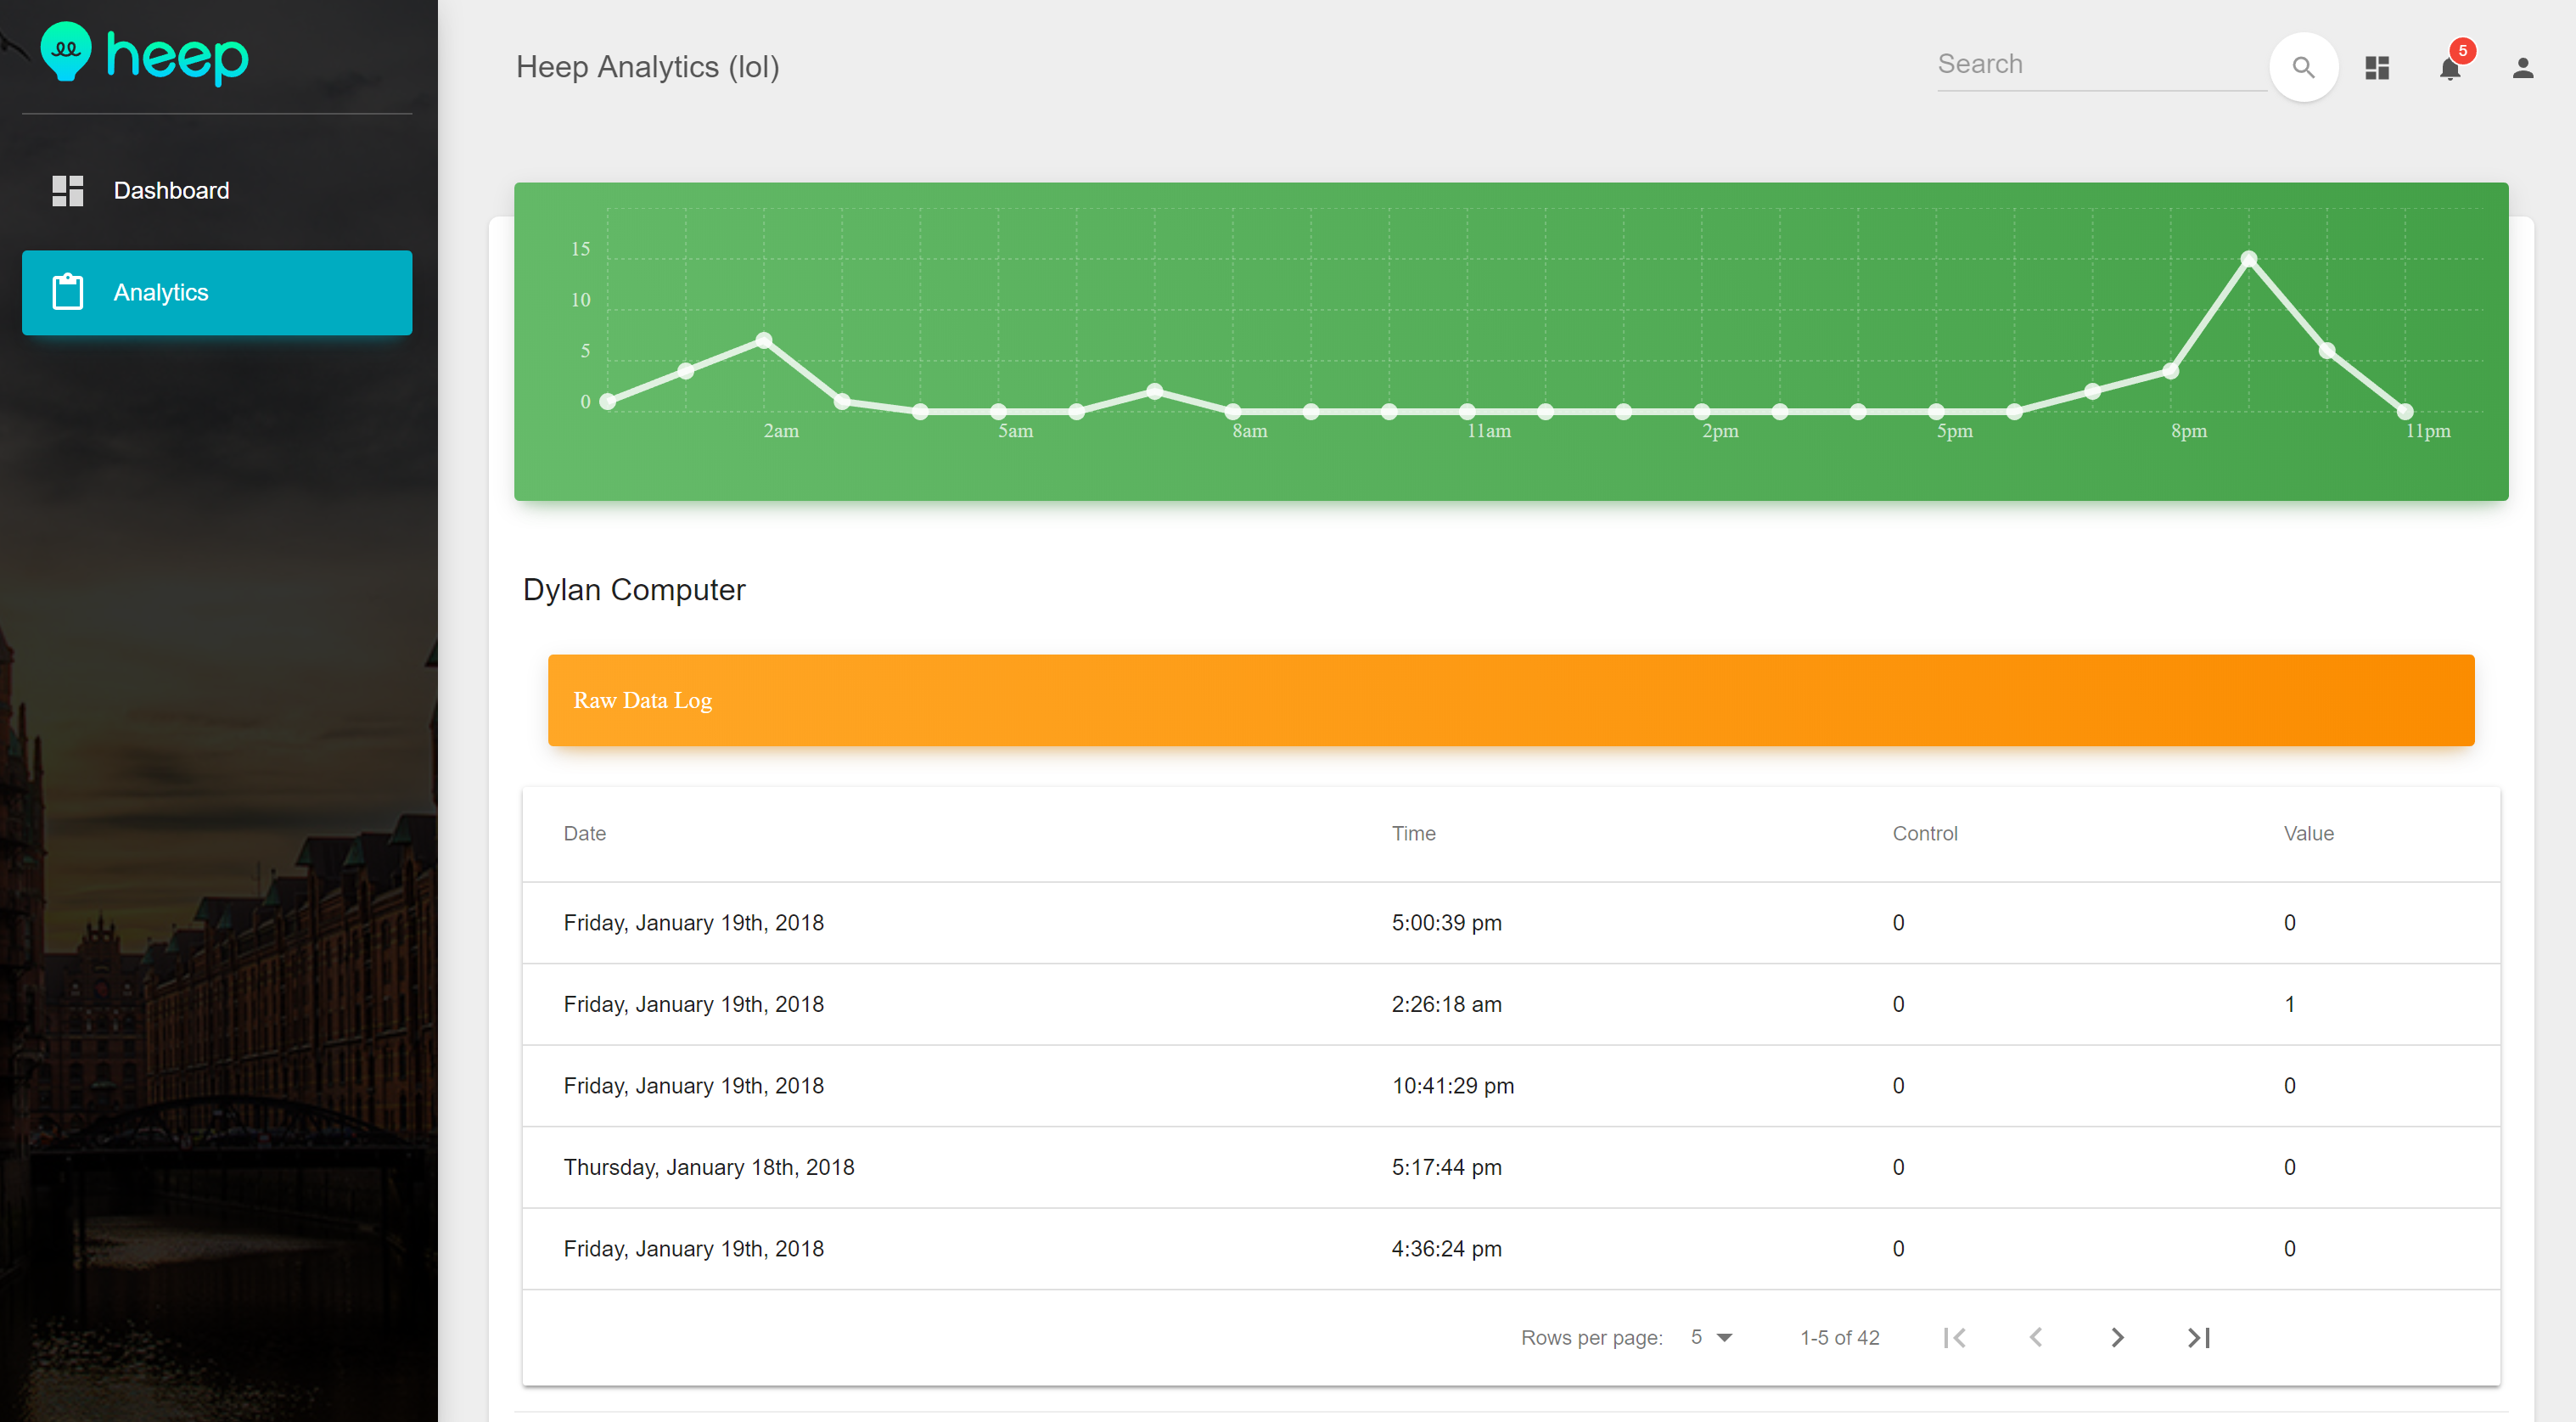 heep
Dashboard
Analytics
Heep Analytics (lol)
Search
5
15
10
5
0
2am 5am 8am 11am 2pm 5pm 8pm 11pm
Dylan Computer
Raw Data Log
Date Time Control Value
Friday, January 19th, 2018 5:00:39 pm 0 0
Friday, January 19th, 2018 2:26:18 am 0 1
Friday, January 19th, 2018 10:41:29 pm 0 0
Thursday, January 18th, 2018 5:17:44 pm 0 0
Friday, January 19th, 2018 4:36:24 pm 0 0
Rows per page: 5 1-5 of 42